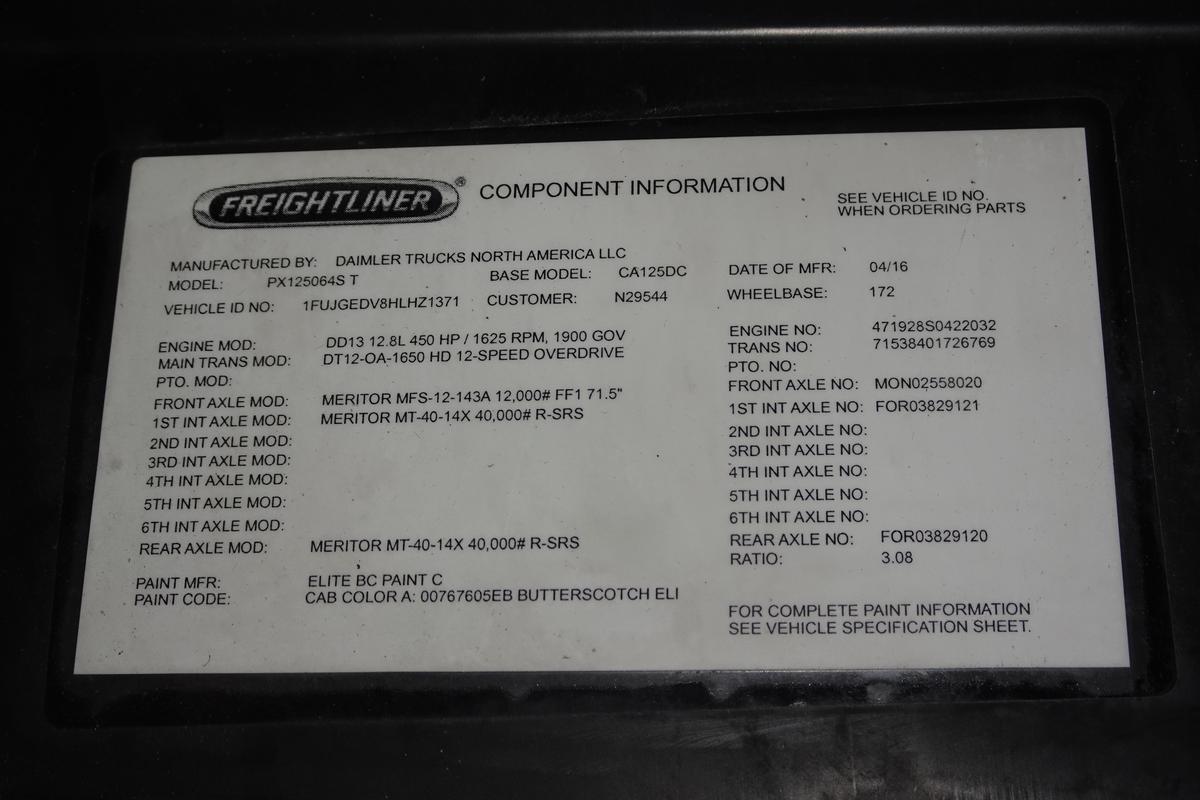 FREIGHTLINER® COMPONENT INFORMATION
SEE VEHICLE ID NO.
WHEN ORDERING PARTS
MANUFACTURED BY: DAIMLER TRUCKS NORTH AMERICA LLC
MODEL: PX125064S T BASE MODEL: CA125DC DATE OF MFR: 04/16
VEHICLE ID NO: 1FUJGEDV8HLHZ1371 CUSTOMER: N29544 WHEELBASE: 172
ENGINE MOD: DD13 12.8L 450 HP / 1625 RPM, 1900 GOV ENGINE NO: 471928S0422032
MAIN TRANS MOD: DT12-OA-1650 HD 12-SPEED OVERDRIVE TRANS NO: 71538401726769
PTO. MOD: PTO. NO:
FRONT AXLE MOD: MERITOR MFS-12-143A 12,000# FF1 71.5" FRONT AXLE NO: MON02558020
1ST INT AXLE MOD: MERITOR MT-40-14X 40,000# R-SRS 1ST INT AXLE NO: FOR03829121
2ND INT AXLE MOD: 2ND INT AXLE NO:
3RD INT AXLE MOD: 3RD INT AXLE NO:
4TH INT AXLE MOD: 4TH INT AXLE NO:
5TH INT AXLE MOD: 5TH INT AXLE NO:
6TH INT AXLE MOD: 6TH INT AXLE NO:
REAR AXLE MOD: MERITOR MT-40-14X 40,000# R-SRS REAR AXLE NO: FOR03829120
RATIO: 3.08
PAINT MFR: ELITE BC PAINT C
PAINT CODE: CAB COLOR A: 00767605EB BUTTERSCOTCH ELI
FOR COMPLETE PAINT INFORMATION
SEE VEHICLE SPECIFICATION SHEET.